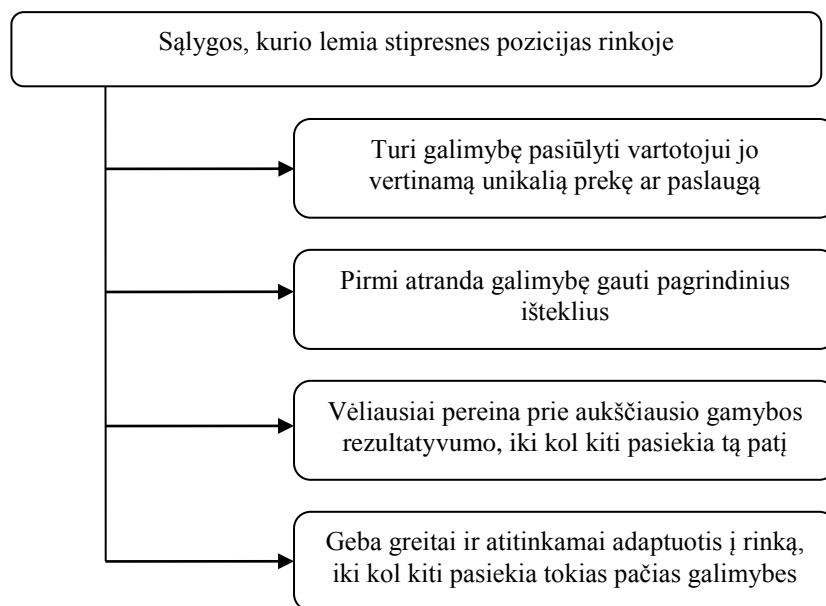 Sąlygos, kurio lemia stipresnes pozicijas rinkoje
Turi galimybę pasiūlyti vartotojui jo
vertinamą unikalią prekę ar paslaugą
Pirmi atranda galimybę gauti pagrindinius
išteklius
Vėliausiai pereina prie aukščiausio gamybos
rezultatyvumo, iki kol kiti pasiekia tą patį
Geba greitai ir atitinkamai adaptuotis į rinką,
iki kol kiti pasiekia tokias pačias galimybes